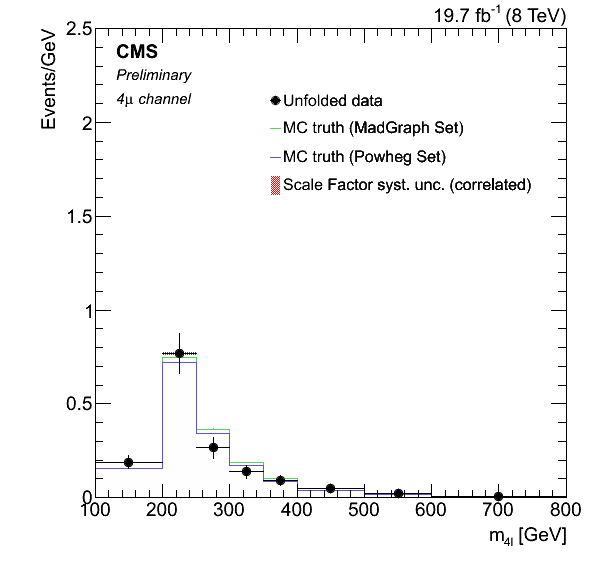 19.7 fb⁻¹ (8 TeV)
Events/GeV
2.5
2
1.5
1
0.5
0
CMS
Preliminary
4μ channel
Unfolded data
MC truth (MadGraph Set)
MC truth (Powheg Set)
Scale Factor syst. unc. (correlated)
100 200 300 400 500 600 700 800
m₄ₗ [GeV]